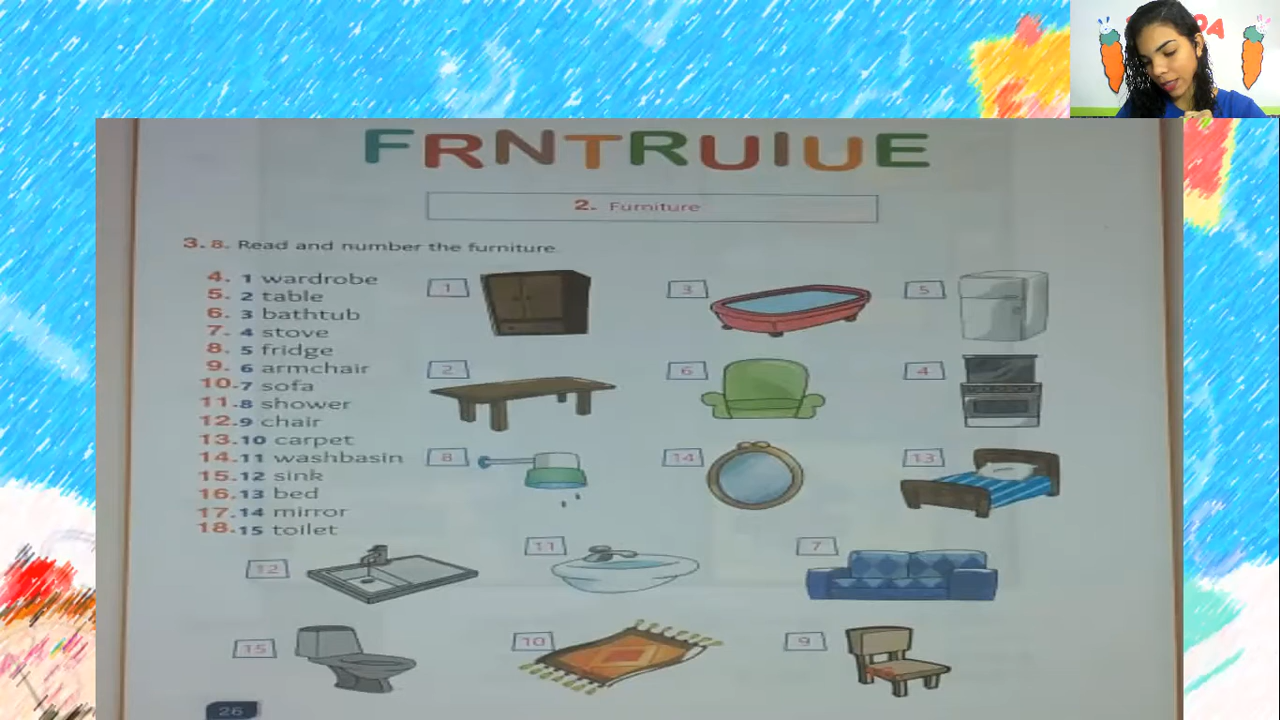 PA
FRNTRUIUE
2. Furniture
3. 8. Read and number the furniture.
4. 1 wardrobe
5. 2 table
6. 3 bathtub
7. 4 stove
8. 5 fridge
9. 6 armchair
10. 7 sofa
11. 8 shower
12. 9 chair
13. 10 carpet
14. 11 washbasin
15. 12 sink
16. 13 bed
17. 14 mirror
18. 15 toilet
1 3 5
2 6 4
8 14 13
12 11 7
15 10 9
26